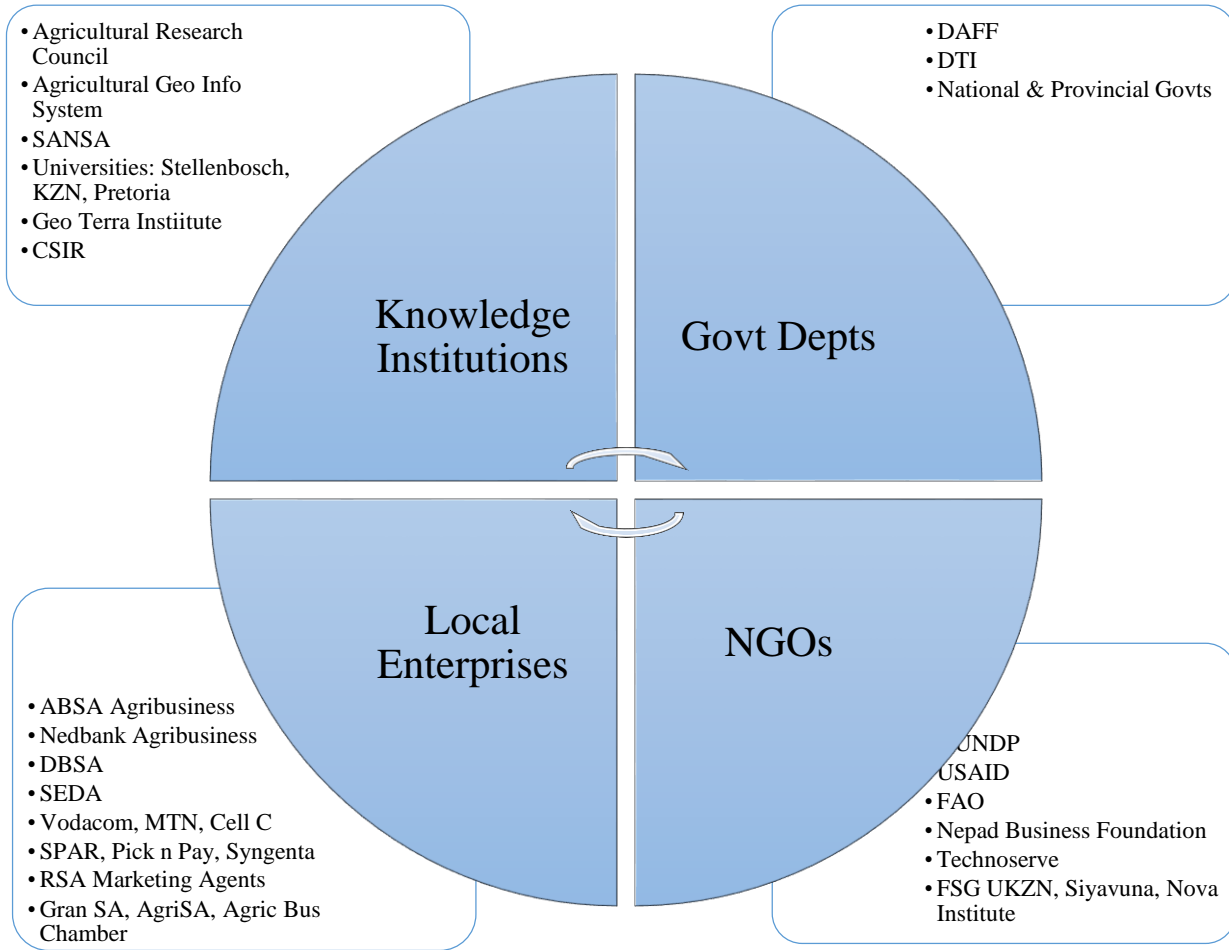 • Agricultural Research
Council
• Agricultural Geo Info
System
• SANSA
• Universities: Stellenbosch,
KZN, Pretoria
• Geo Terra Instiitute
• CSIR
• DAFF
• DTI
• National & Provincial Govts
Knowledge
Institutions
Govt Depts
Local
Enterprises
NGOs
• ABSA Agribusiness
• Nedbank Agribusiness
• DBSA
• SEDA
• Vodacom, MTN, Cell C
• SPAR, Pick n Pay, Syngenta
• RSA Marketing Agents
• Gran SA, AgriSA, Agric Bus
Chamber
UNDP
USAID
• FAO
• Nepad Business Foundation
• Technoserve
• FSG UKZN, Siyavuna, Nova
Institute